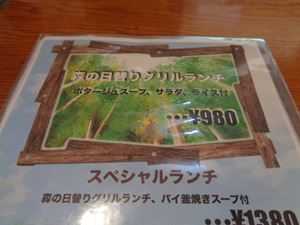 森の日替りグリルランチ
ポタージュスープ、サラダ、ライス付
…¥980
スペシャルランチ
森の日替りグリルランチ、パイ釜焼きスープ付
…¥1380